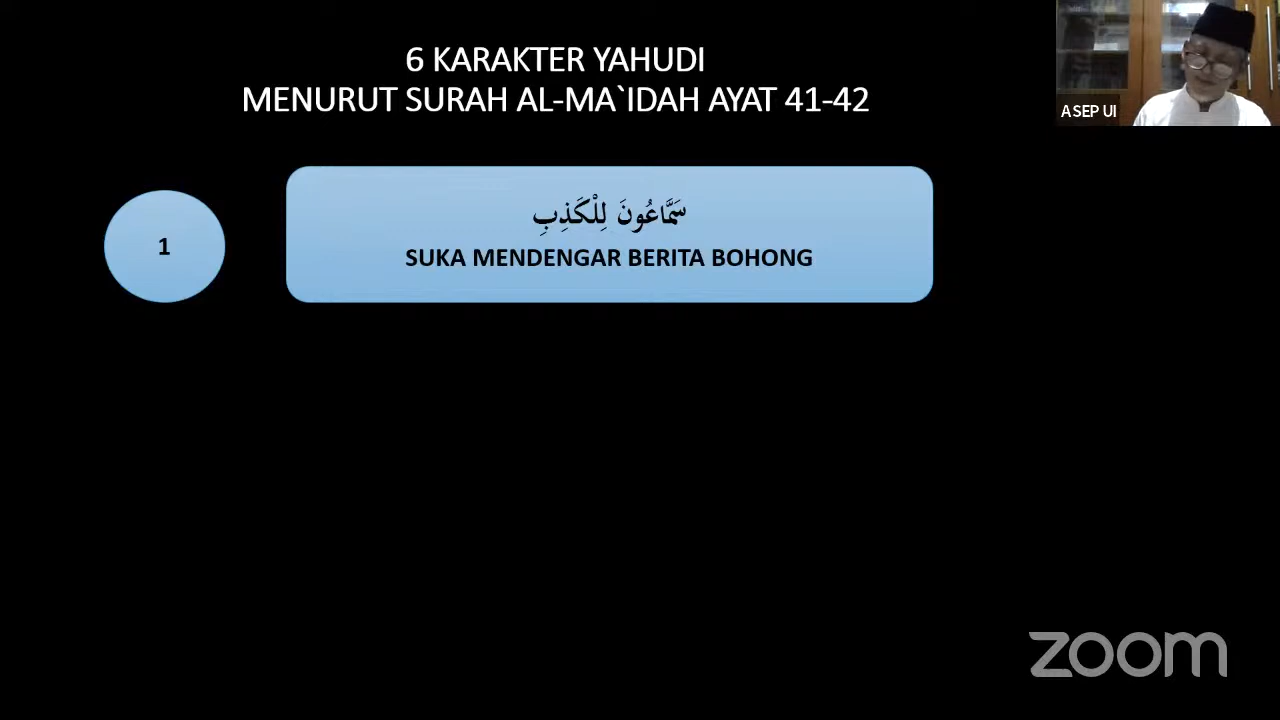 6 KARAKTER YAHUDI
MENURUT SURAH AL-MA`IDAH AYAT 41-42
ASEP UI
1
سَمَّاعُونَ لِلْكَذِبِ
SUKA MENDENGAR BERITA BOHONG
zoom